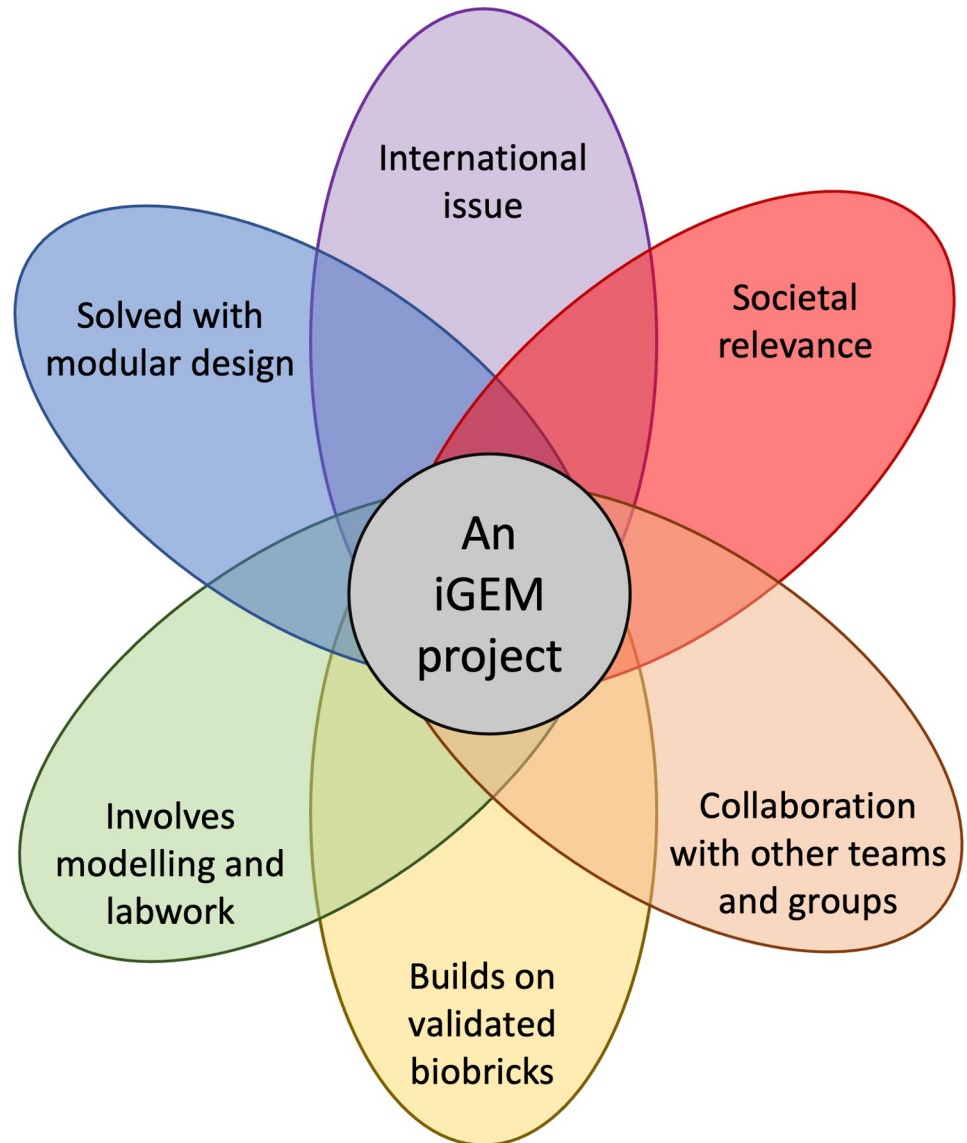 International
issue
Societal
relevance
Solved with
modular design
An
iGEM
project
Involves
modelling and
labwork
Collaboration
with other teams
and groups
Builds on
validated
biobricks